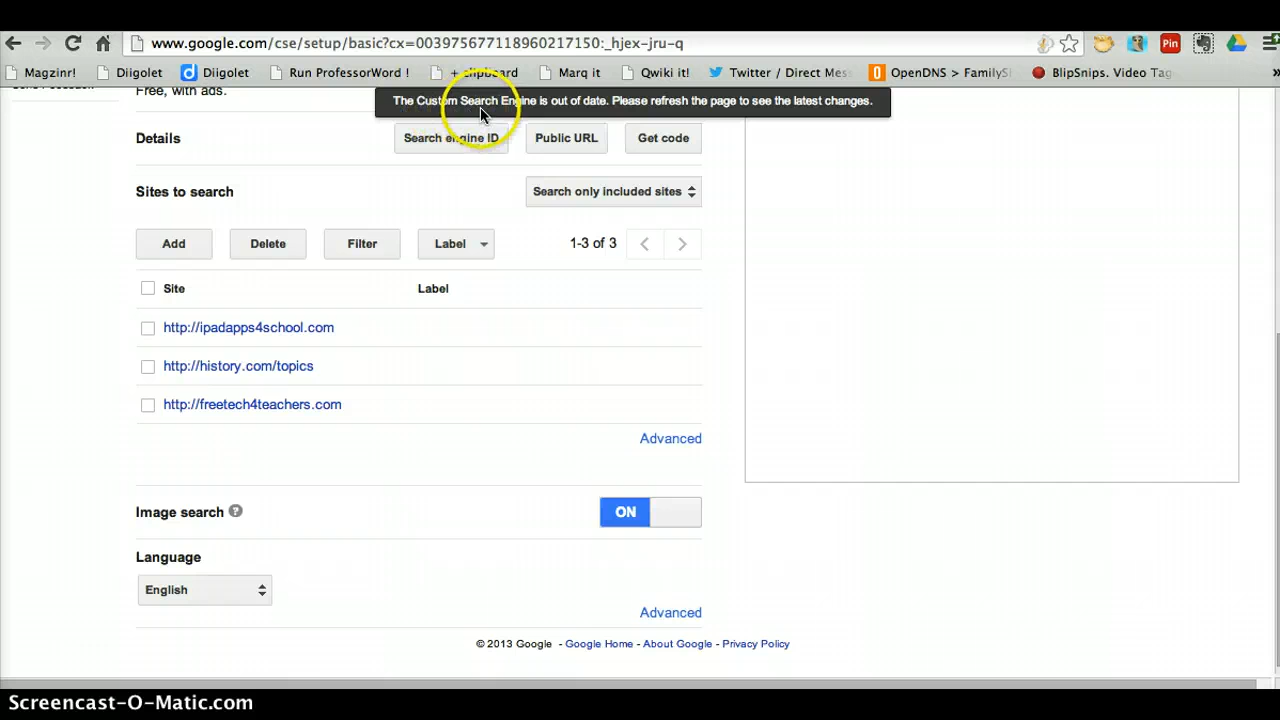 www.google.com/cse/setup/basic?cx=003975677118960217150:_hjex-jru-q
Pin
Magzinr! Diigolet d Diigolet Run ProfessorWord ! + clipboard Marq it Qwiki it! Twitter / Direct Mes OpenDNS > FamilyS BlipSnips. Video Tag »
Free, with ads.
The Custom Search Engine is out of date. Please refresh the page to see the latest changes.
Details Search engine ID Public URL Get code
Sites to search Search only included sites
Add Delete Filter Label 1-3 of 3
Site Label
http://ipadapps4school.com
http://history.com/topics
http://freetech4teachers.com
Advanced
Image search ? ON
Language
English
Advanced
© 2013 Google - Google Home - About Google - Privacy Policy
Screencast-O-Matic.com